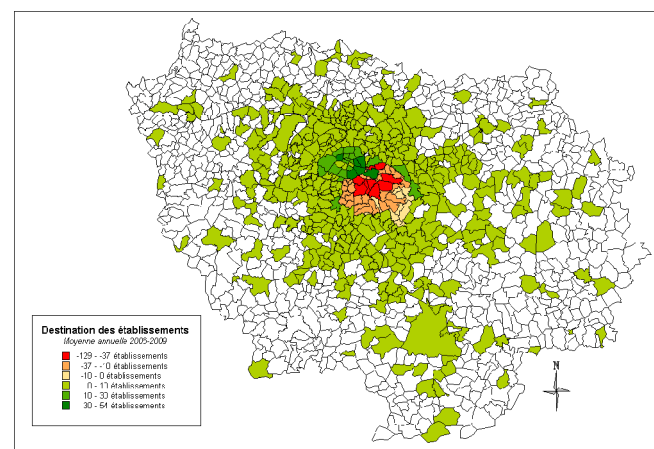 Destination des établissements
Moyenne annuelle 2006-2009
-129 - -37 établissements
-37 - -10 établissements
-10 - 0 établissements
0 - 10 établissements
10 - 30 établissements
30 - 54 établissements
N